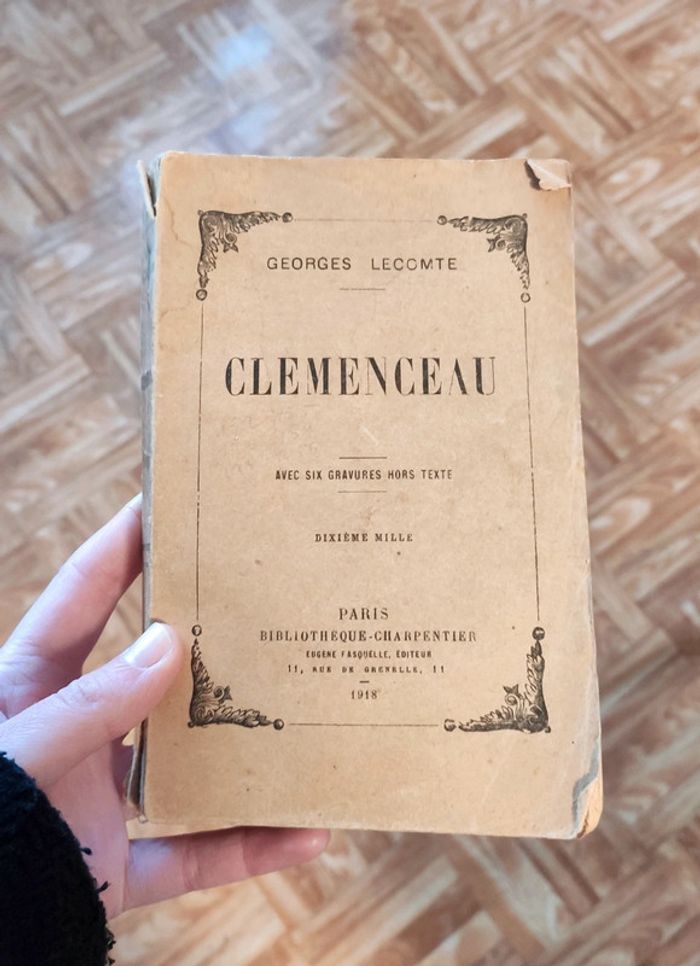 GEORGES LECOMTE
CLEMENCEAU
AVEC SIX GRAVURES HORS TEXTE
DIXIÈME MILLE
PARIS
BIBLIOTHÈQUE-CHARPENTIER
EUGÈNE FASQUELLE, ÉDITEUR
11, RUE DE GRENELLE, 11
1918